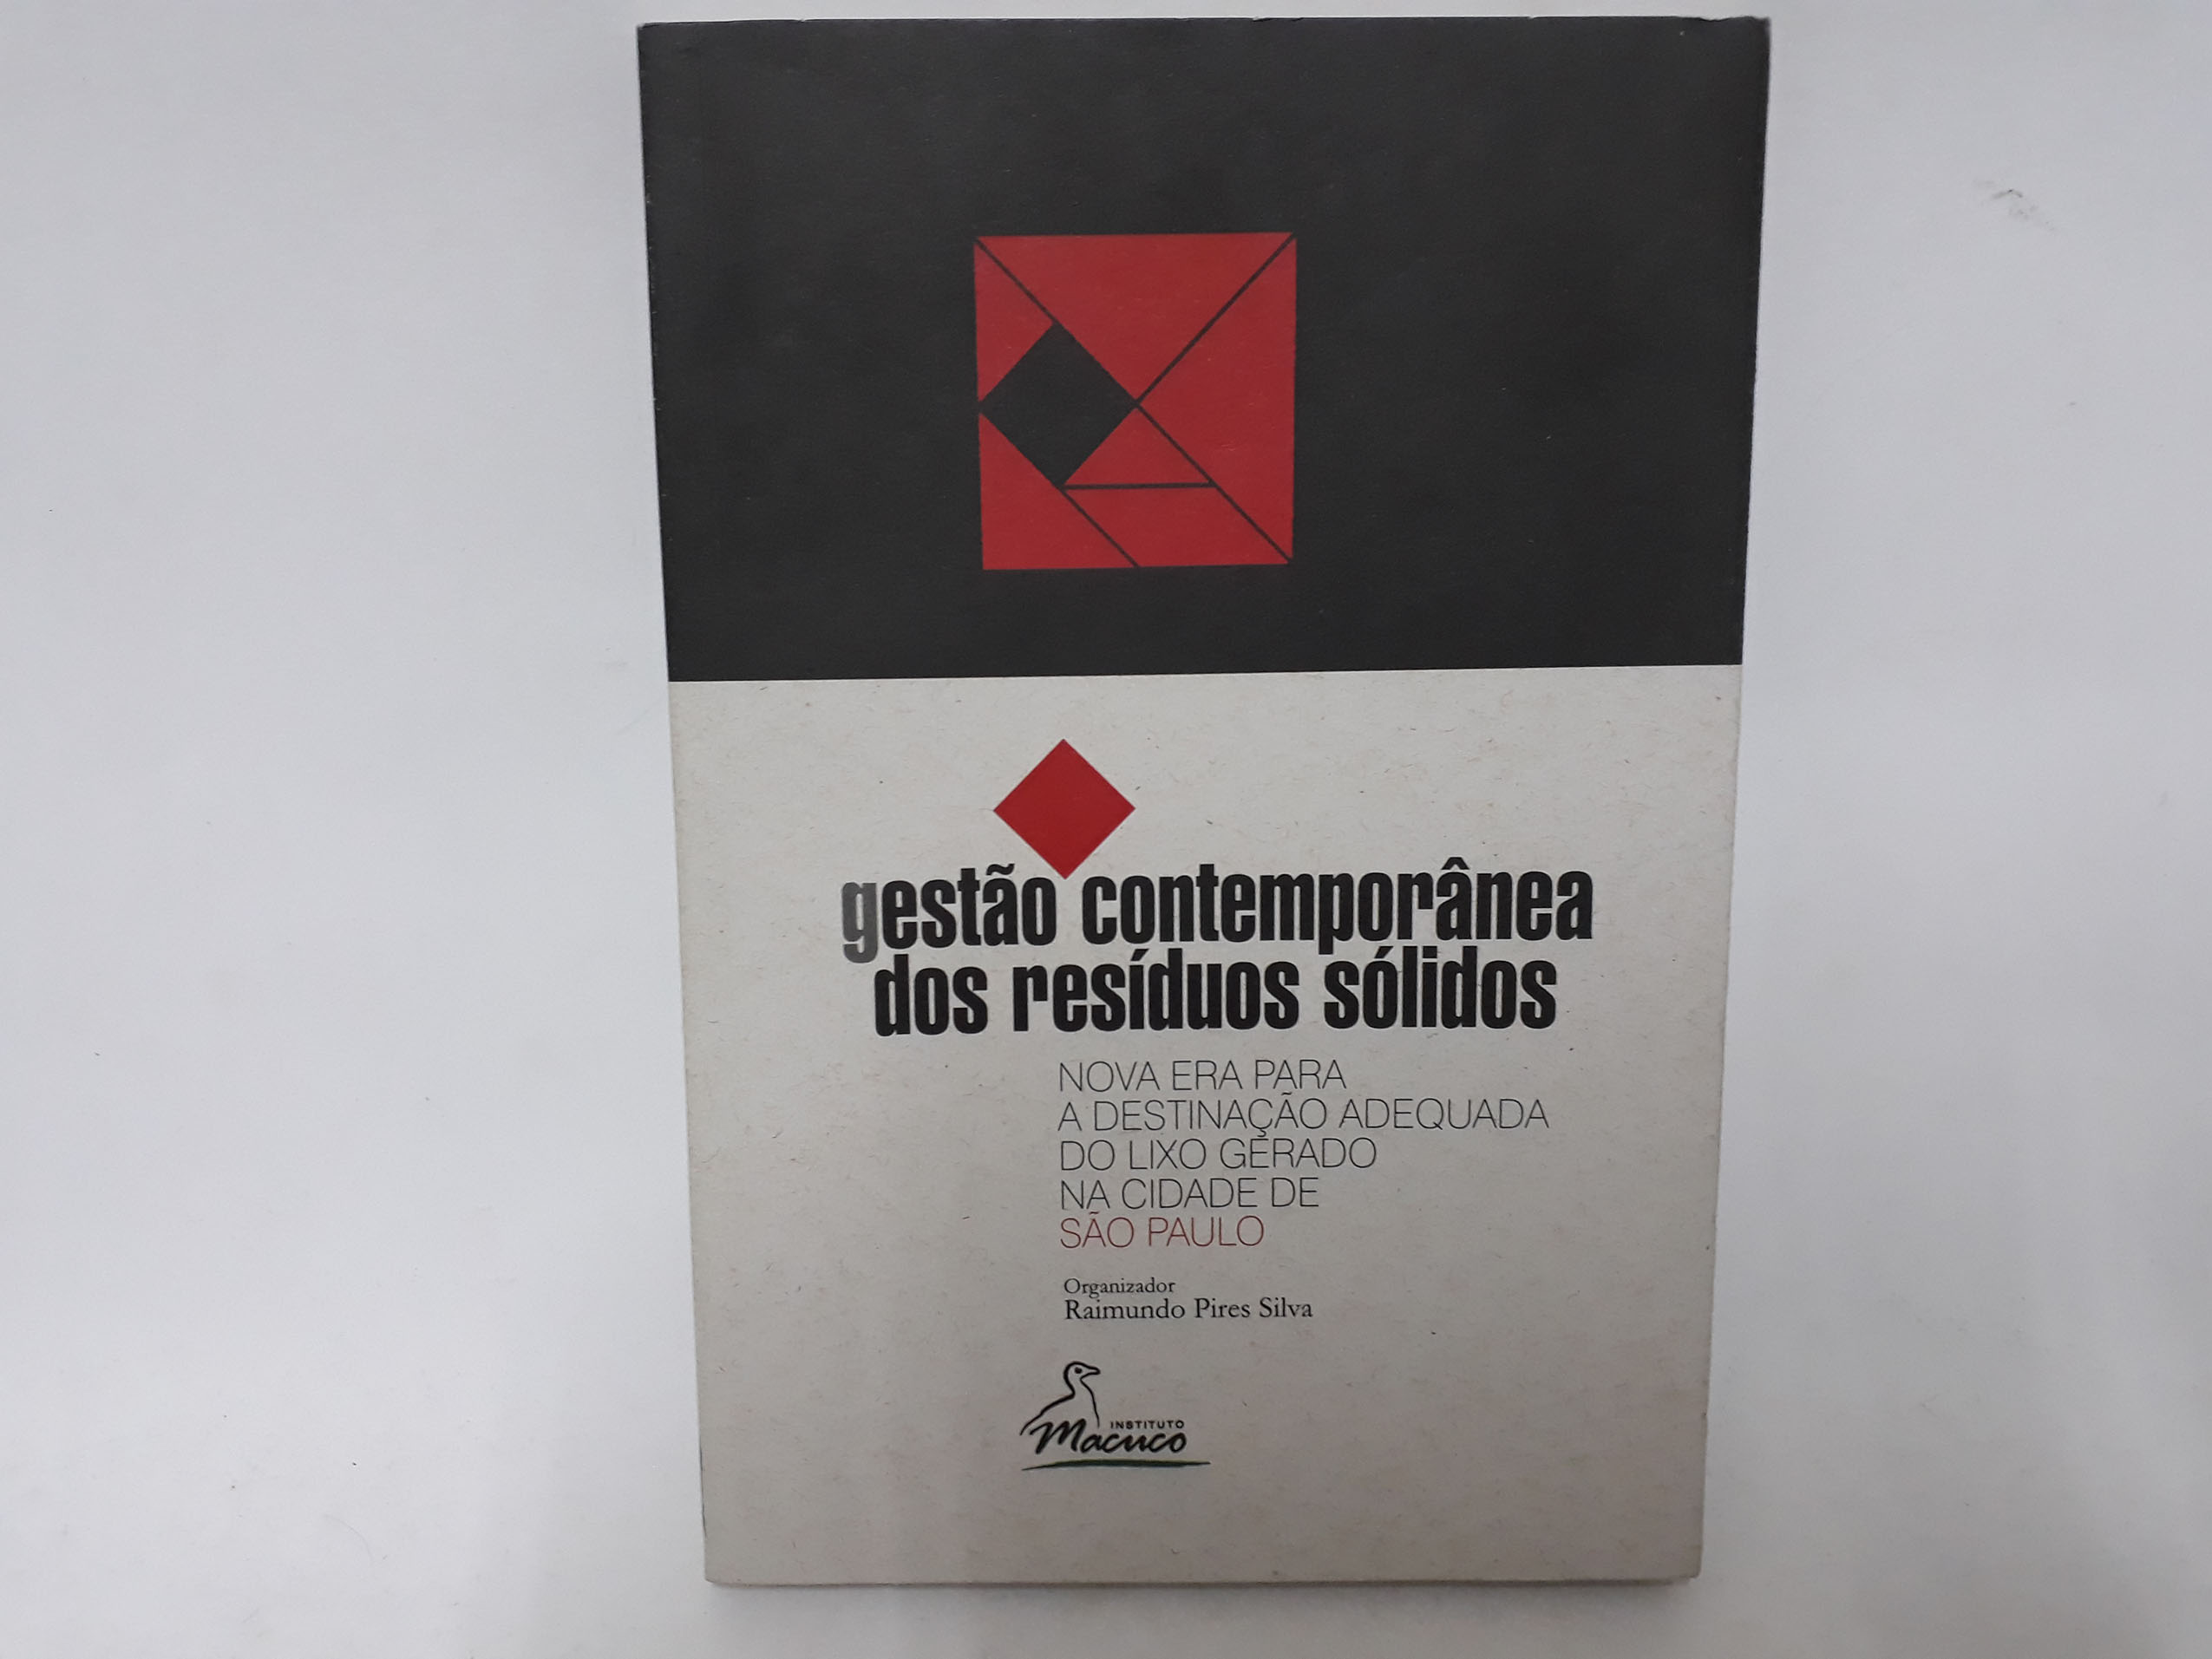 gestão contemporânea
dos resíduos sólidos
NOVA ERA PARA
A DESTINAÇÃO ADEQUADA
DO LIXO GERADO
NA CIDADE DE
SÃO PAULO
Organizador
Raimundo Pires Silva
INSTITUTO
Macuco